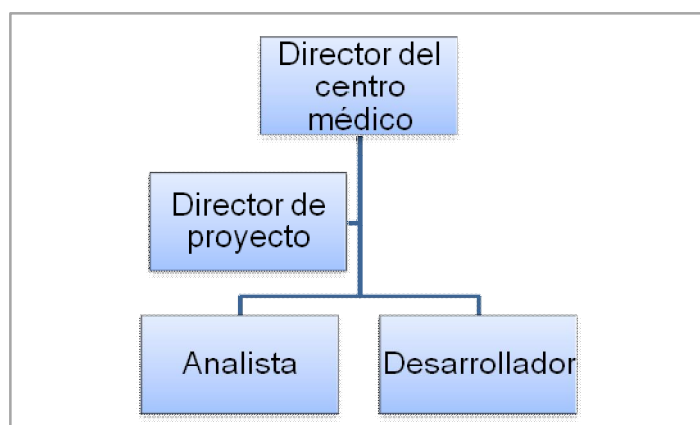 Director del
centro
médico
Director de
proyecto
Analista
Desarrollador